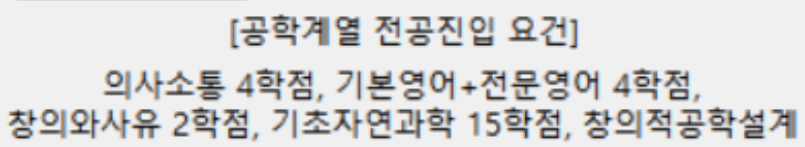 [공학계열 전공진입 요건]
의사소통 4학점, 기본영어+전문영어 4학점,
창의와사유 2학점, 기초자연과학 15학점, 창의적공학설계